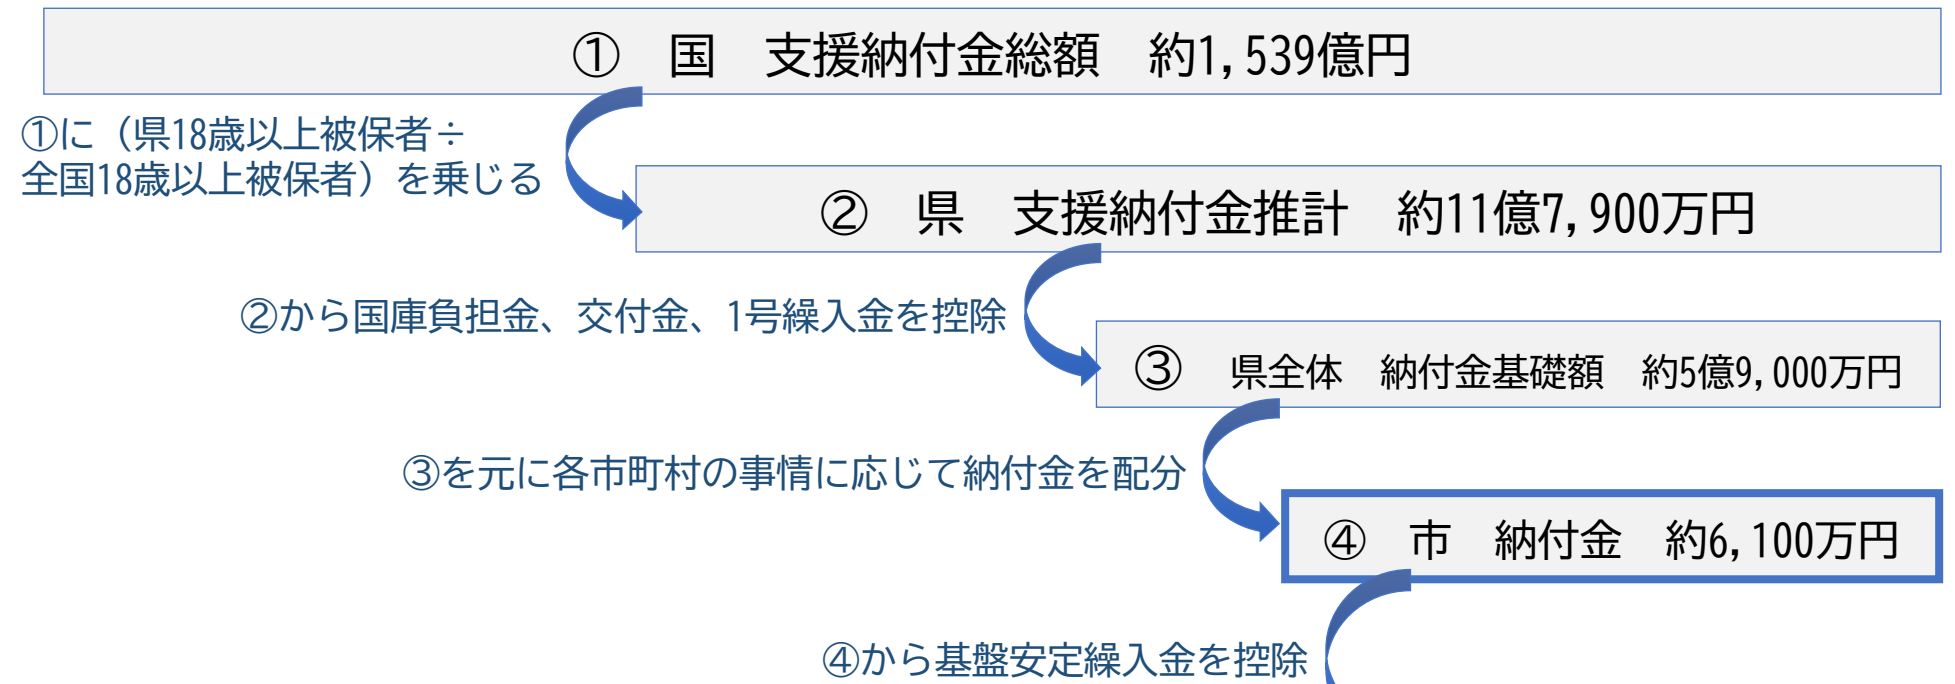 ① 国 支援納付金総額 約1,539億円
①に（県18歳以上被保者÷
全国18歳以上被保者）を乗じる
② 県 支援納付金推計 約11億7,900万円
②から国庫負担金、交付金、1号繰入金を控除
③ 県全体 納付金基礎額 約5億9,000万円
③を元に各市町村の事情に応じて納付金を配分
④ 市 納付金 約6,100万円
④から基盤安定繰入金を控除